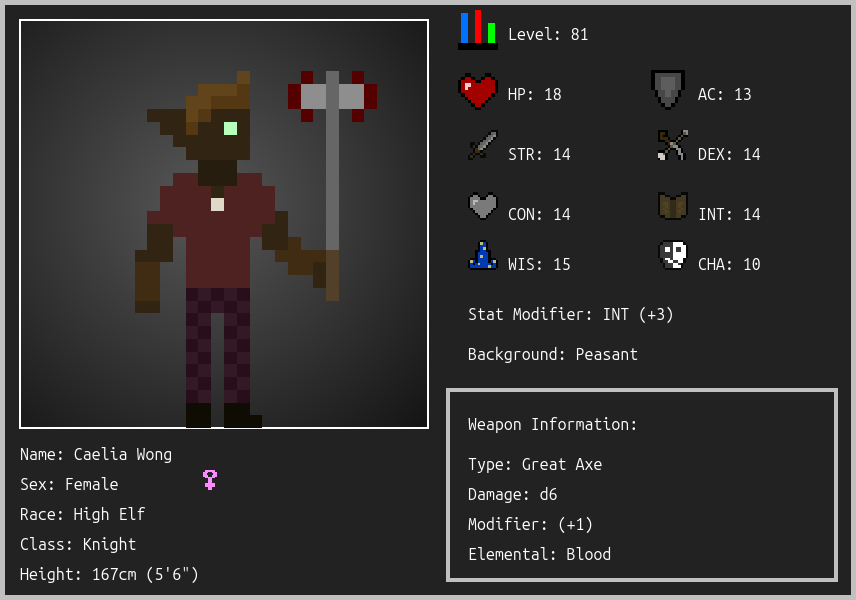 Level: 81
HP: 18
AC: 13
STR: 14
DEX: 14
CON: 14
INT: 14
WIS: 15
CHA: 10
Stat Modifier: INT (+3)
Background: Peasant
Weapon Information:
Type: Great Axe
Damage: d6
Modifier: (+1)
Elemental: Blood
Name: Caelia Wong
Sex: Female
Race: High Elf
Class: Knight
Height: 167cm (5'6")